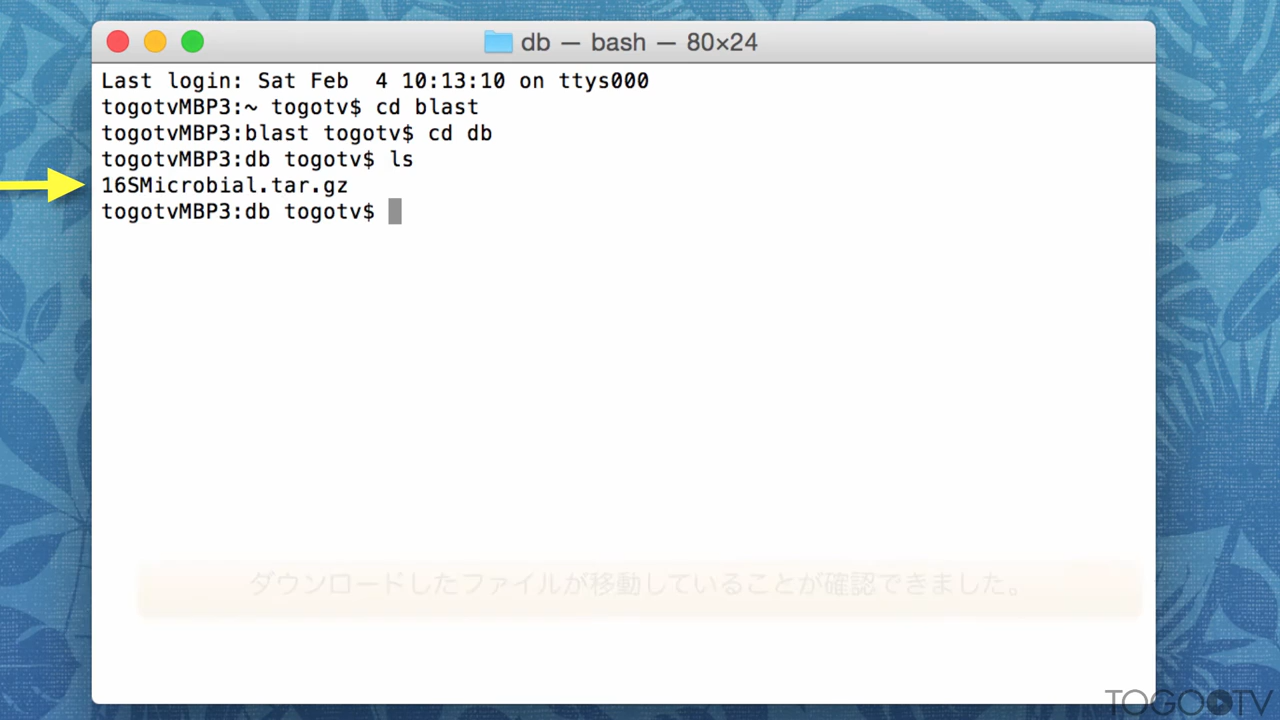 db — bash — 80×24
Last login: Sat Feb  4 10:13:10 on ttys000
togotvMBP3:~ togotv$ cd blast
togotvMBP3:blast togotv$ cd db
togotvMBP3:db togotv$ ls
16SMicrobial.tar.gz
togotvMBP3:db togotv$
ダウンロードしたファイルが移動していることが確認できました。
TOGOTV